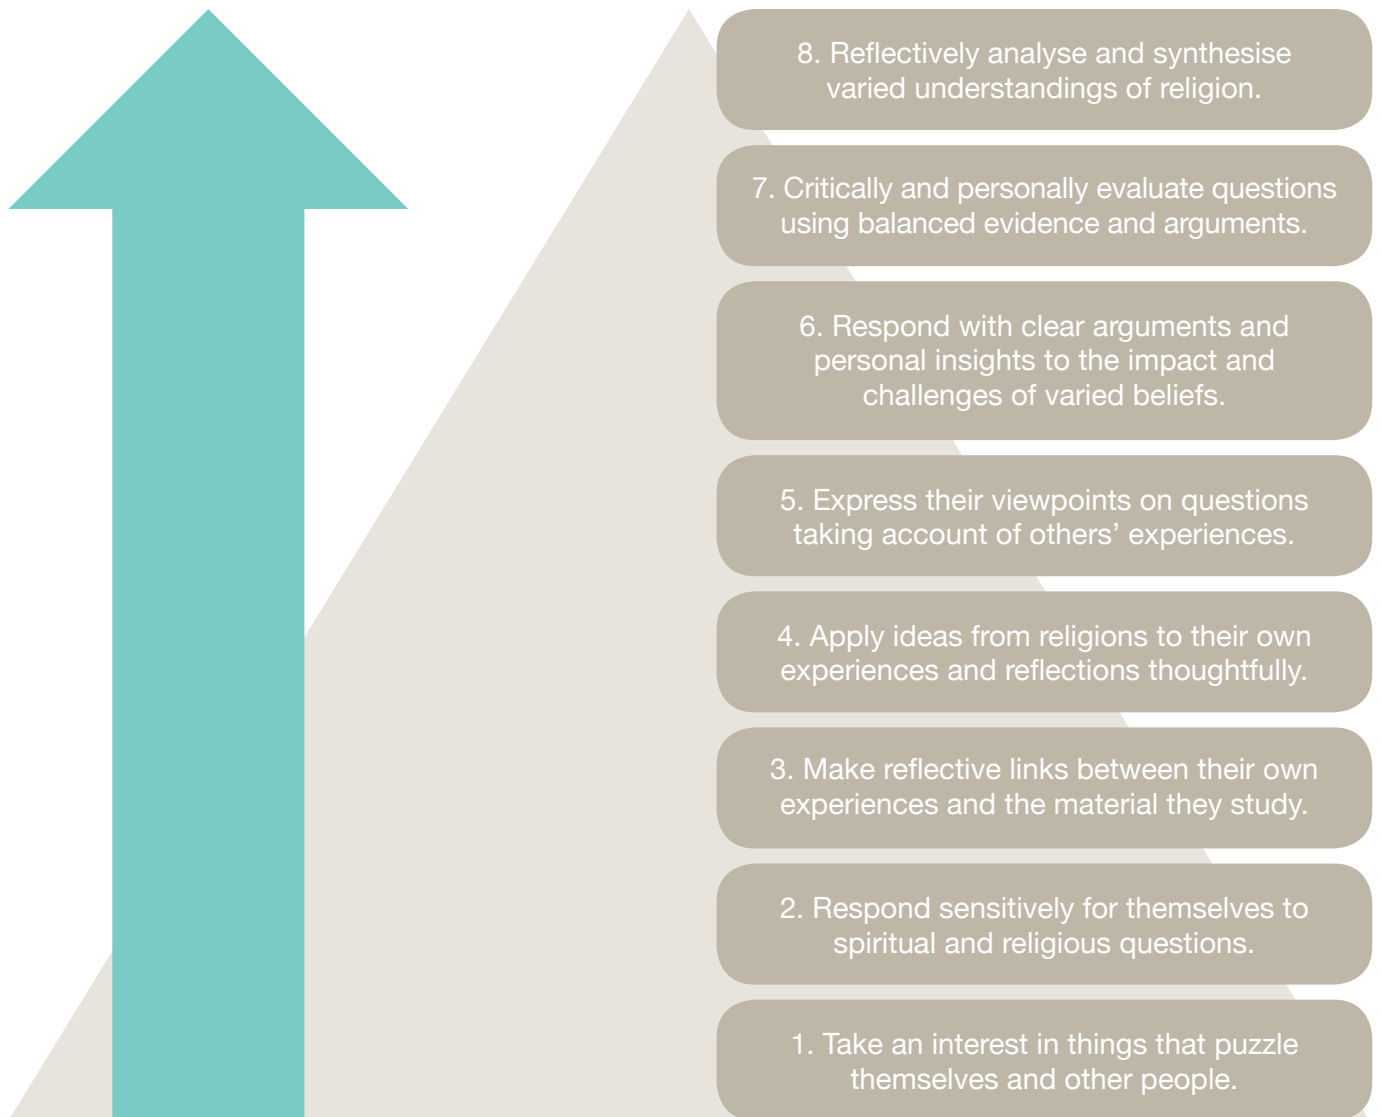 8. Reflectively analyse and synthesise
varied understandings of religion.
7. Critically and personally evaluate questions
using balanced evidence and arguments.
6. Respond with clear arguments and
personal insights to the impact and
challenges of varied beliefs.
5. Express their viewpoints on questions
taking account of others’ experiences.
4. Apply ideas from religions to their own
experiences and reflections thoughtfully.
3. Make reflective links between their own
experiences and the material they study.
2. Respond sensitively for themselves to
spiritual and religious questions.
1. Take an interest in things that puzzle
themselves and other people.